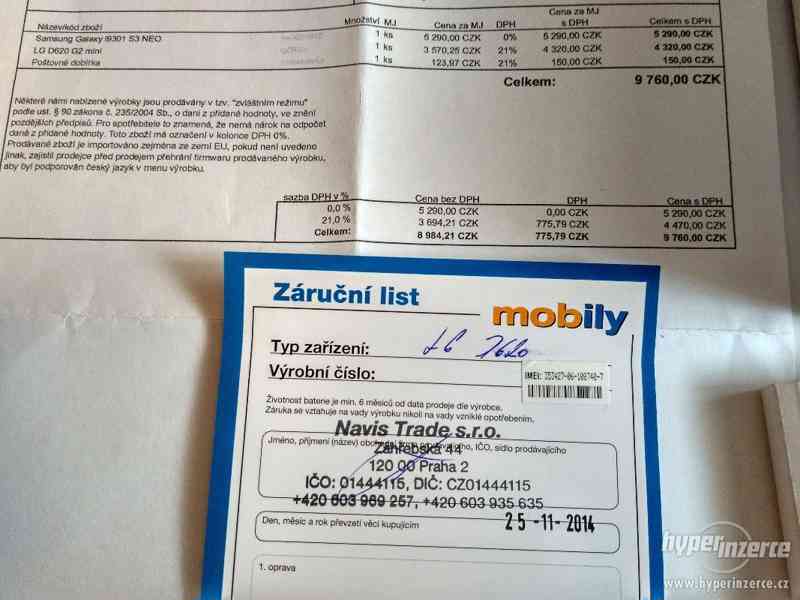 Název/kód zboží Množství MJ Cena za MJ DPH Cena za MJ s DPH Celkem s DPH
Samsung Galaxy I9301 S3 NEO 1 ks 5 290,00 CZK 0% 5 290,00 CZK 5 290,00 CZK
LG D620 G2 mini 1 ks 3 570,25 CZK 21% 4 320,00 CZK 4 320,00 CZK
Poštovné dobírka 1 ks 123,97 CZK 21% 150,00 CZK 150,00 CZK
Celkem: 9 760,00 CZK
Některé námi nabízené výrobky jsou prodávány v tzv. "zvláštním režimu"
podle ust. § 90 zákona č. 235/2004 Sb., o dani z přidané hodnoty, ve znění
pozdějších předpisů. Pro spotřebitele to znamená, že nemá nárok na odpočet
daně z přidané hodnoty. Toto zboží má označení v kolonce DPH 0%.
Prodávané zboží je importováno zejména ze zemí EU, pokud není uvedeno
jinak, zajistil prodejce před prodejem přehrání firmwaru prodávaného výrobku,
aby byl podporován český jazyk v menu výrobku.
sazba DPH v % Cena bez DPH DPH Cena s DPH
0,0 % 5 290,00 CZK 0,00 CZK 5 290,00 CZK
21,0 % 3 694,21 CZK 775,79 CZK 4 470,00 CZK
Celkem: 8 984,21 CZK 775,79 CZK 9 760,00 CZK
Záruční list
mobily
Typ zařízení: LG
Výrobní číslo:
IMEI: 353427-06-108740-7
Životnost baterie je min. 6 měsíců od data prodeje dle výrobce.
Záruka se vztahuje na vady výrobku nikoli na vady vzniklé opotřebením.
Navis Trade s.r.o.
Jméno, příjmení (název) obchodní firmy prodávajícího, IČO, sídlo prodávajícího
Záhřebská 44
120 00 Praha 2
IČO: 01444115, DIČ: CZ01444115
+420 603 969 257, +420 603 935 635
Den, měsíc a rok převzetí věci kupujícím 25 -11- 2014
1. oprava
hyperinzerce
www.hyperinzerce.cz